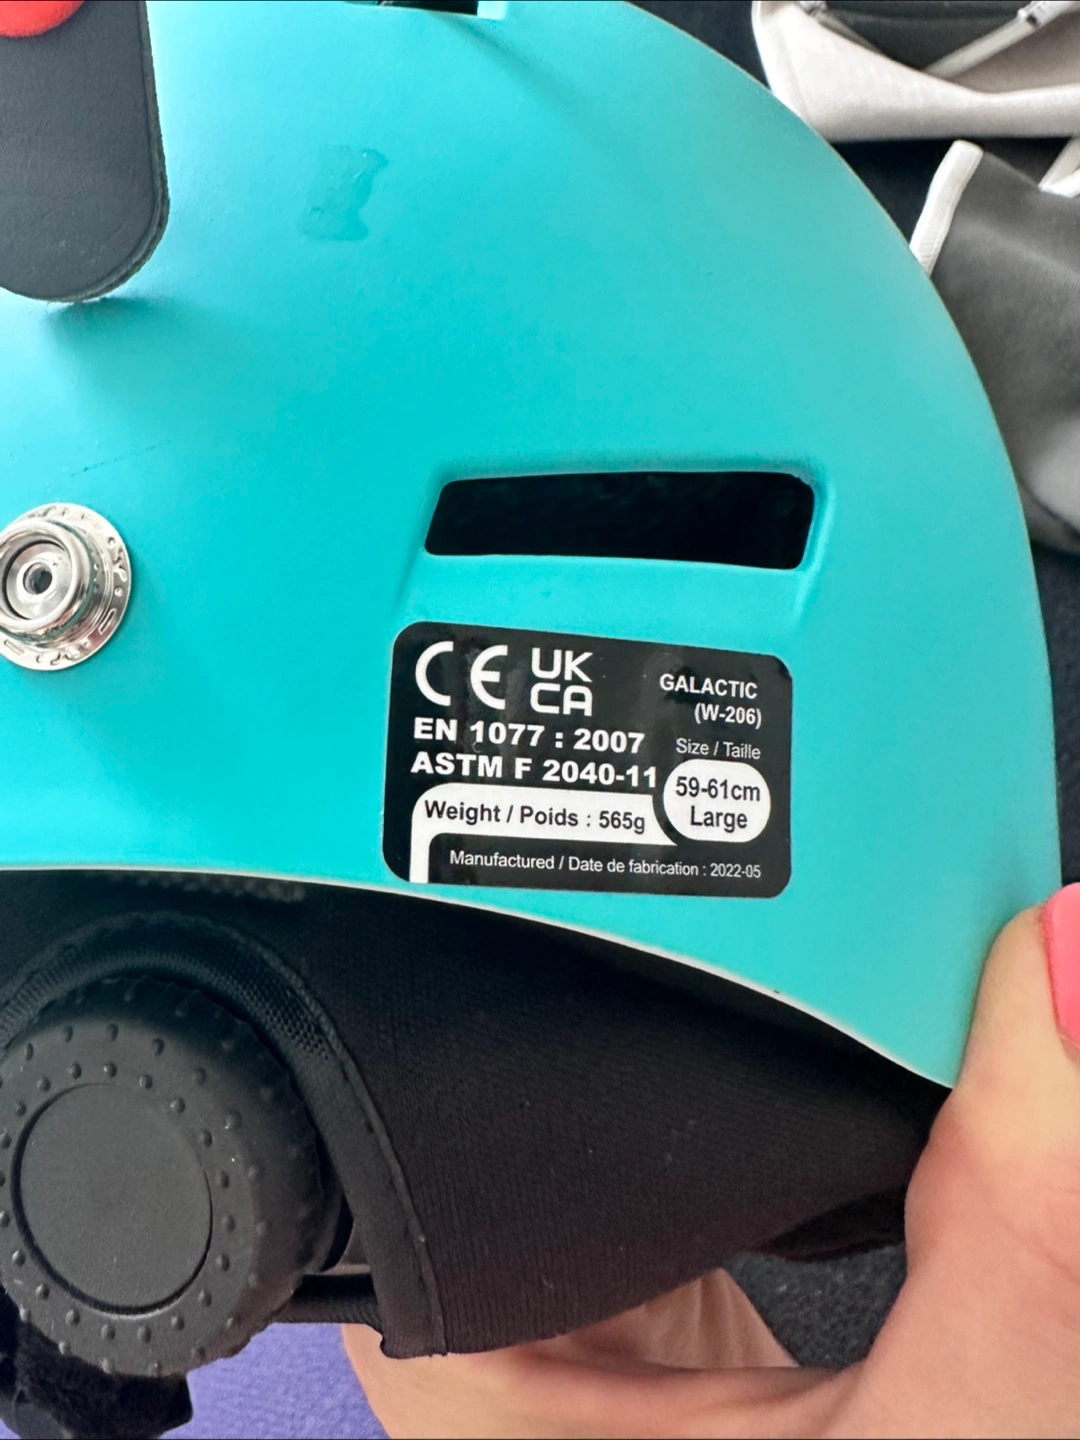 CE UK
CA
GALACTIC
(W-206)
EN 1077 : 2007
ASTM F 2040-11
Size / Taille
59-61cm
Large
Weight / Poids : 565g
Manufactured / Date de fabrication : 2022-05